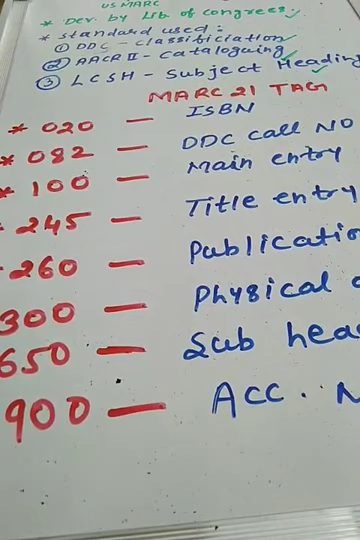 US MARC
* Dev. by Lib of congrees:
* Standard used:
① DDC - Classificiation
② AACR II - Cataloguing
③ LCSH - Subject Heading
MARC 21 TAG
* 020 — ISBN
* 082 — DDC Call NO
* 100 — Main entry
245 — Title entry
260 — Publicatio
300 — Physical
650 — Sub hea
900 — Acc. N